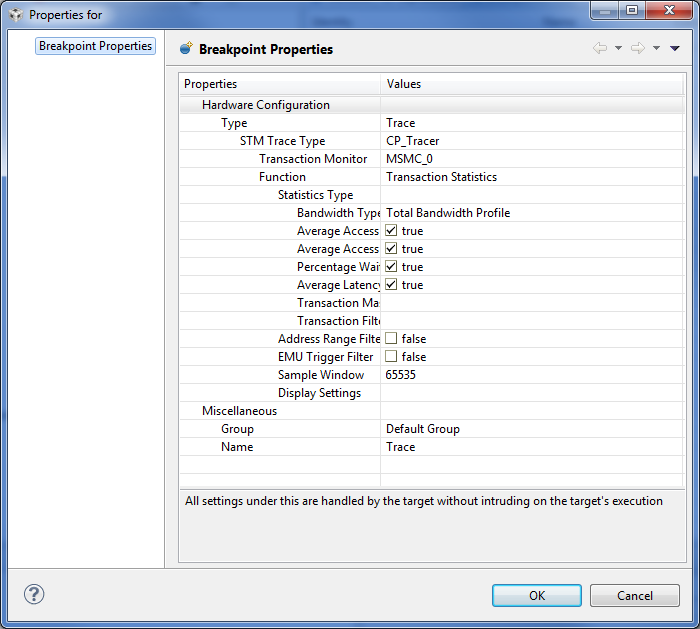 Properties for
Breakpoint Properties
Breakpoint Properties
Properties Values
Hardware Configuration
Type Trace
STM Trace Type CP_Tracer
Transaction Monitor MSMC_0
Function Transaction Statistics
Statistics Type
Bandwidth Type Total Bandwidth Profile
Average Access true
Average Access true
Percentage Wai true
Average Latency true
Transaction Ma
Transaction Filt
Address Range Filte false
EMU Trigger Filter false
Sample Window 65535
Display Settings
Miscellaneous
Group Default Group
Name Trace
All settings under this are handled by the target without intruding on the target's execution
?
OK Cancel